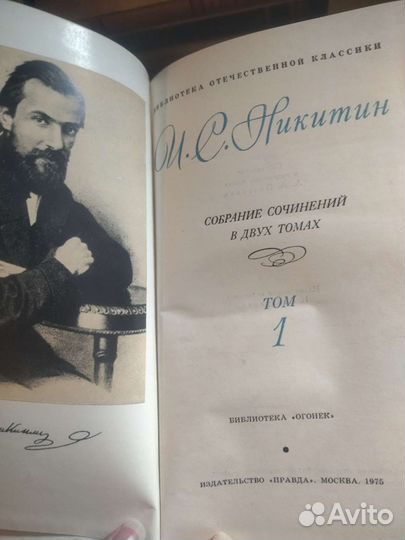 БИБЛИОТЕКА ОТЕЧЕСТВЕННОЙ КЛАССИКИ
И. С. Никитин
СОБРАНИЕ СОЧИНЕНИЙ
В ДВУХ ТОМАХ
ТОМ
1
БИБЛИОТЕКА «ОГОНЕК»
ИЗДАТЕЛЬСТВО «ПРАВДА». МОСКВА. 1975
Avito